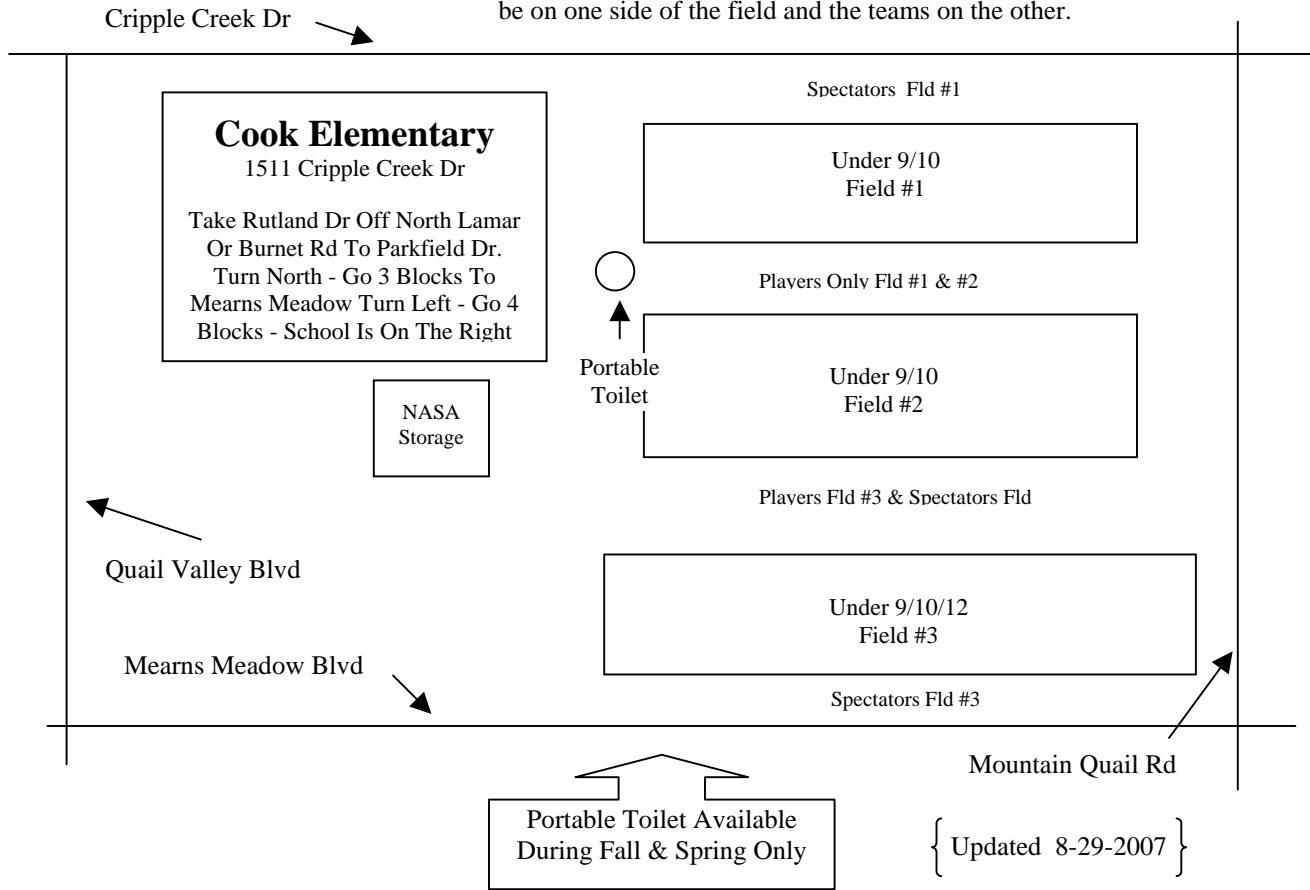 be on one side of the field and the teams on the other.
Cripple Creek Dr
Spectators  Fld #1
Cook Elementary
1511 Cripple Creek Dr
Take Rutland Dr Off North Lamar
Or Burnet Rd To Parkfield Dr.
Turn North - Go 3 Blocks To
Mearns Meadow Turn Left - Go 4
Blocks - School Is On The Right
Under 9/10
Field #1
Players Only Fld #1 & #2
Portable
Toilet
Under 9/10
Field #2
NASA
Storage
Players Fld #3 & Spectators Fld
Quail Valley Blvd
Under 9/10/12
Field #3
Mearns Meadow Blvd
Spectators Fld #3
Mountain Quail Rd
Portable Toilet Available
During Fall & Spring Only
Updated  8-29-2007